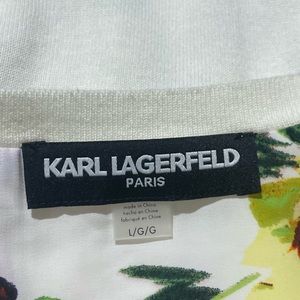 KARL LAGERFELD
PARIS
made in China
hecho en China
fabriqué en Chine
L/G/G